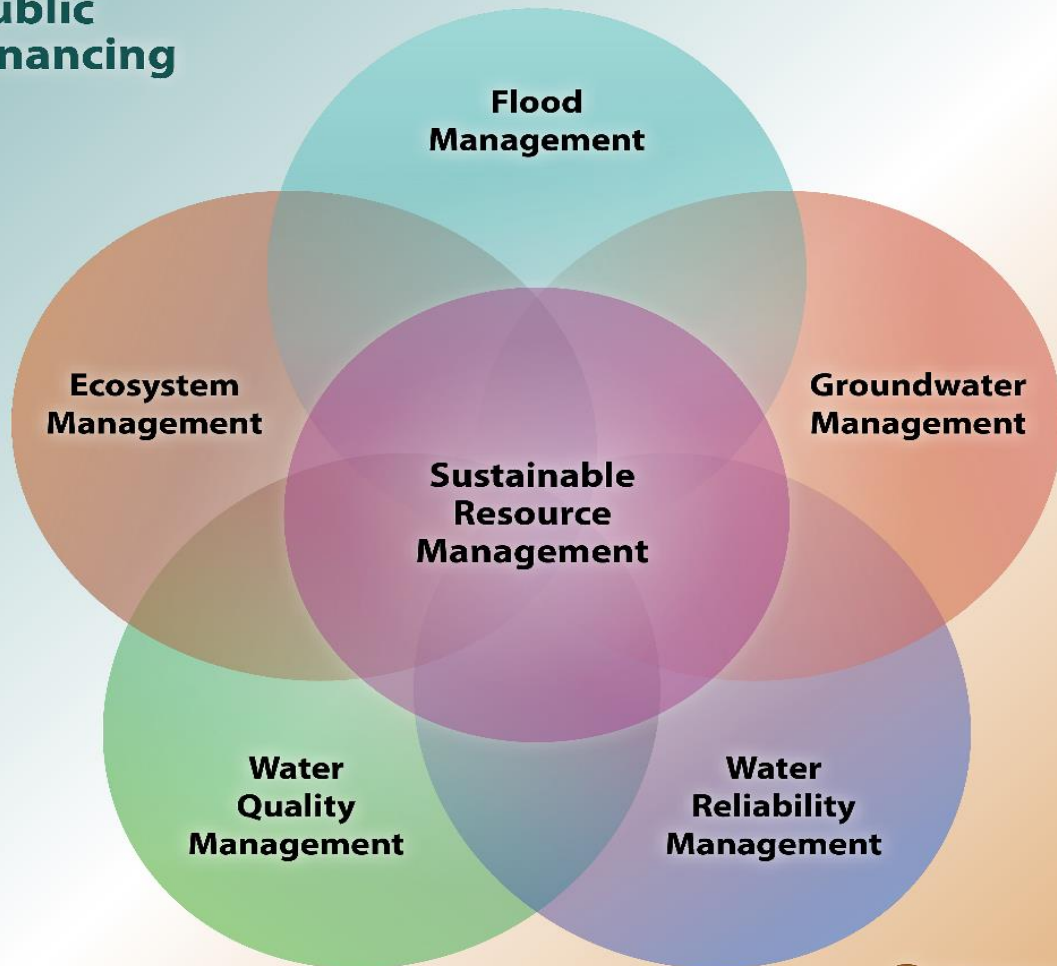 ublic
nancing
Flood
Management
Ecosystem
Management
Groundwater
Management
Sustainable
Resource
Management
Water
Quality
Management
Water
Reliability
Management